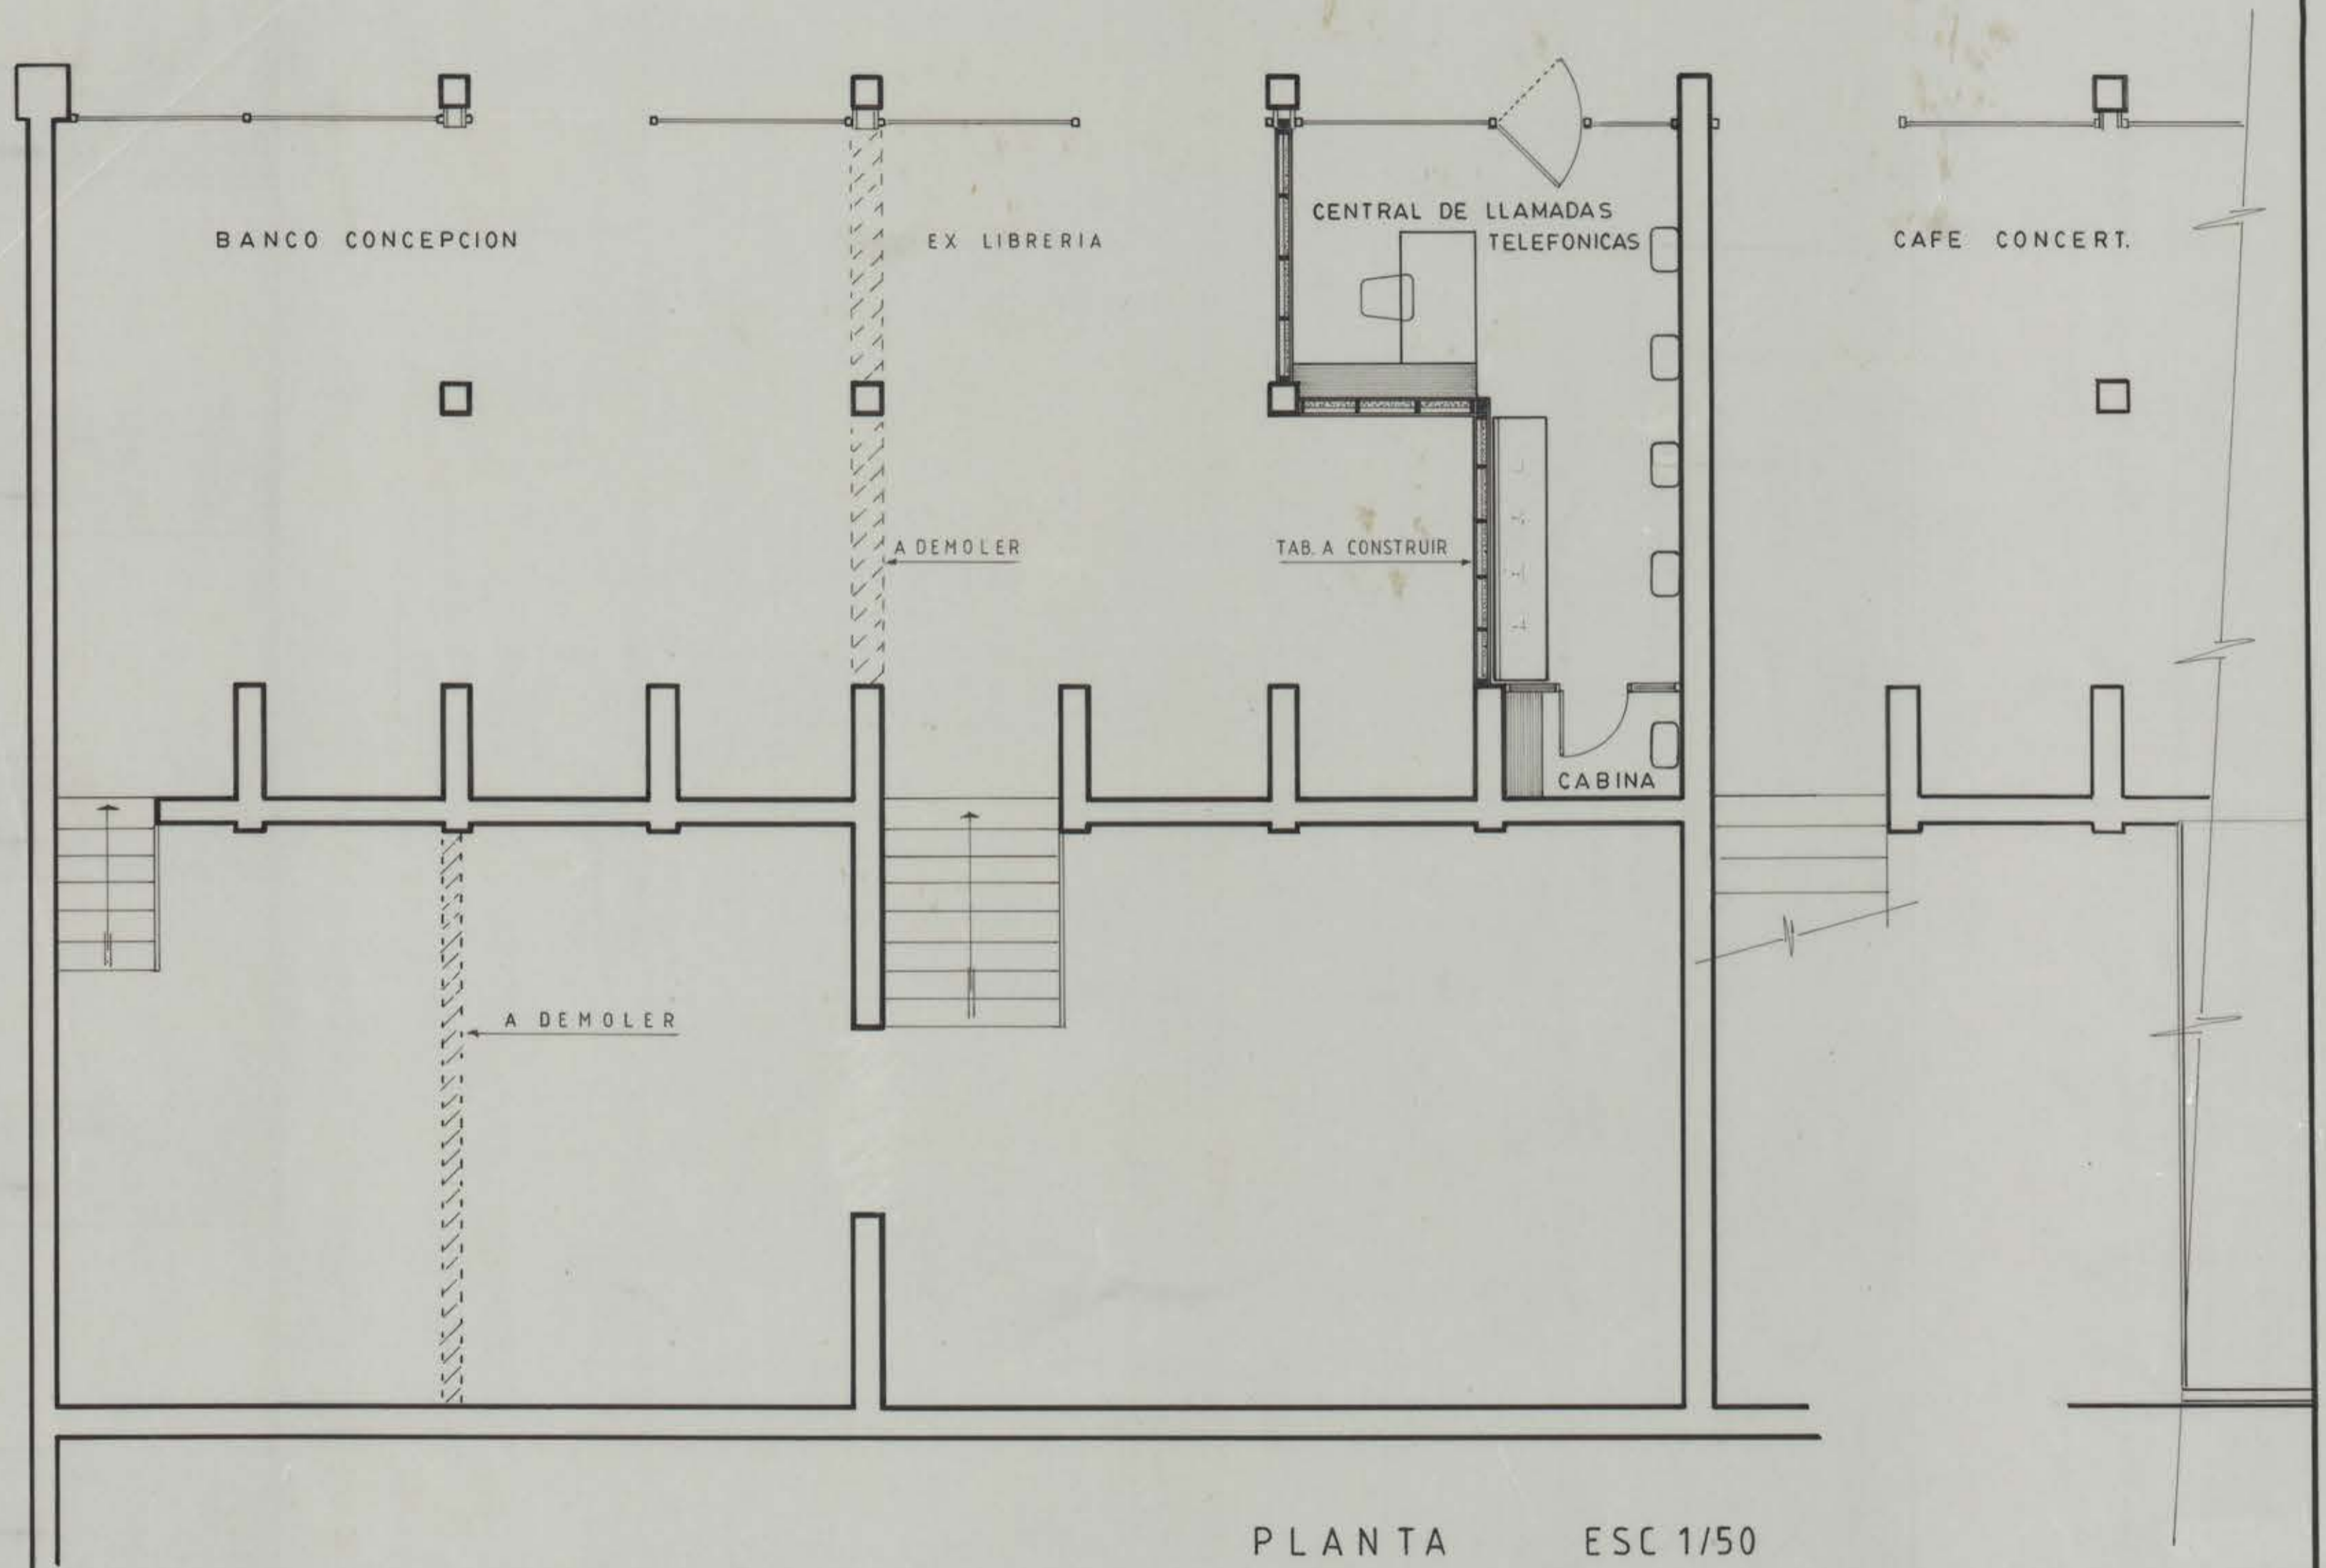 BANCO CONCEPCION
EX LIBRERIA
CENTRAL DE LLAMADAS
TELEFONICAS
CAFE CONCERT.
A DEMOLER
TAB. A CONSTRUIR
CABINA
A DEMOLER
PLANTA ESC 1/50